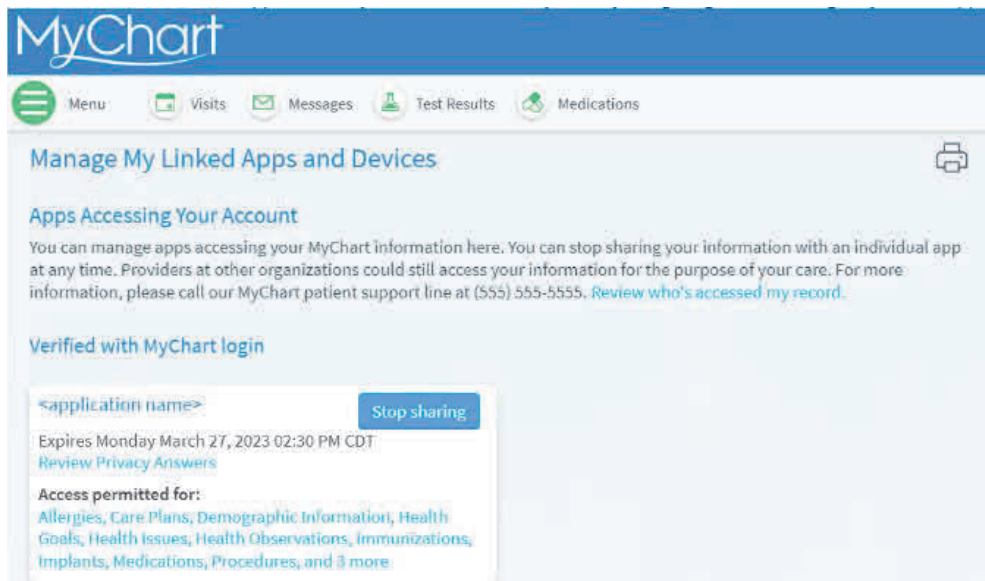 MyChart
Menu Visits Messages Test Results Medications
Manage My Linked Apps and Devices
Apps Accessing Your Account
You can manage apps accessing your MyChart information here. You can stop sharing your information with an individual app
at any time. Providers at other organizations could still access your information for the purpose of your care. For more
information, please call our MyChart patient support line at (555) 555-5555. Review who's accessed my record.
Verified with MyChart login
<application name>
Stop sharing
Expires Monday March 27, 2023 02:30 PM CDT
Review Privacy Answers
Access permitted for:
Allergies, Care Plans, Demographic Information, Health
Goals, Health Issues, Health Observations, Immunizations,
Implants, Medications, Procedures, and 3 more